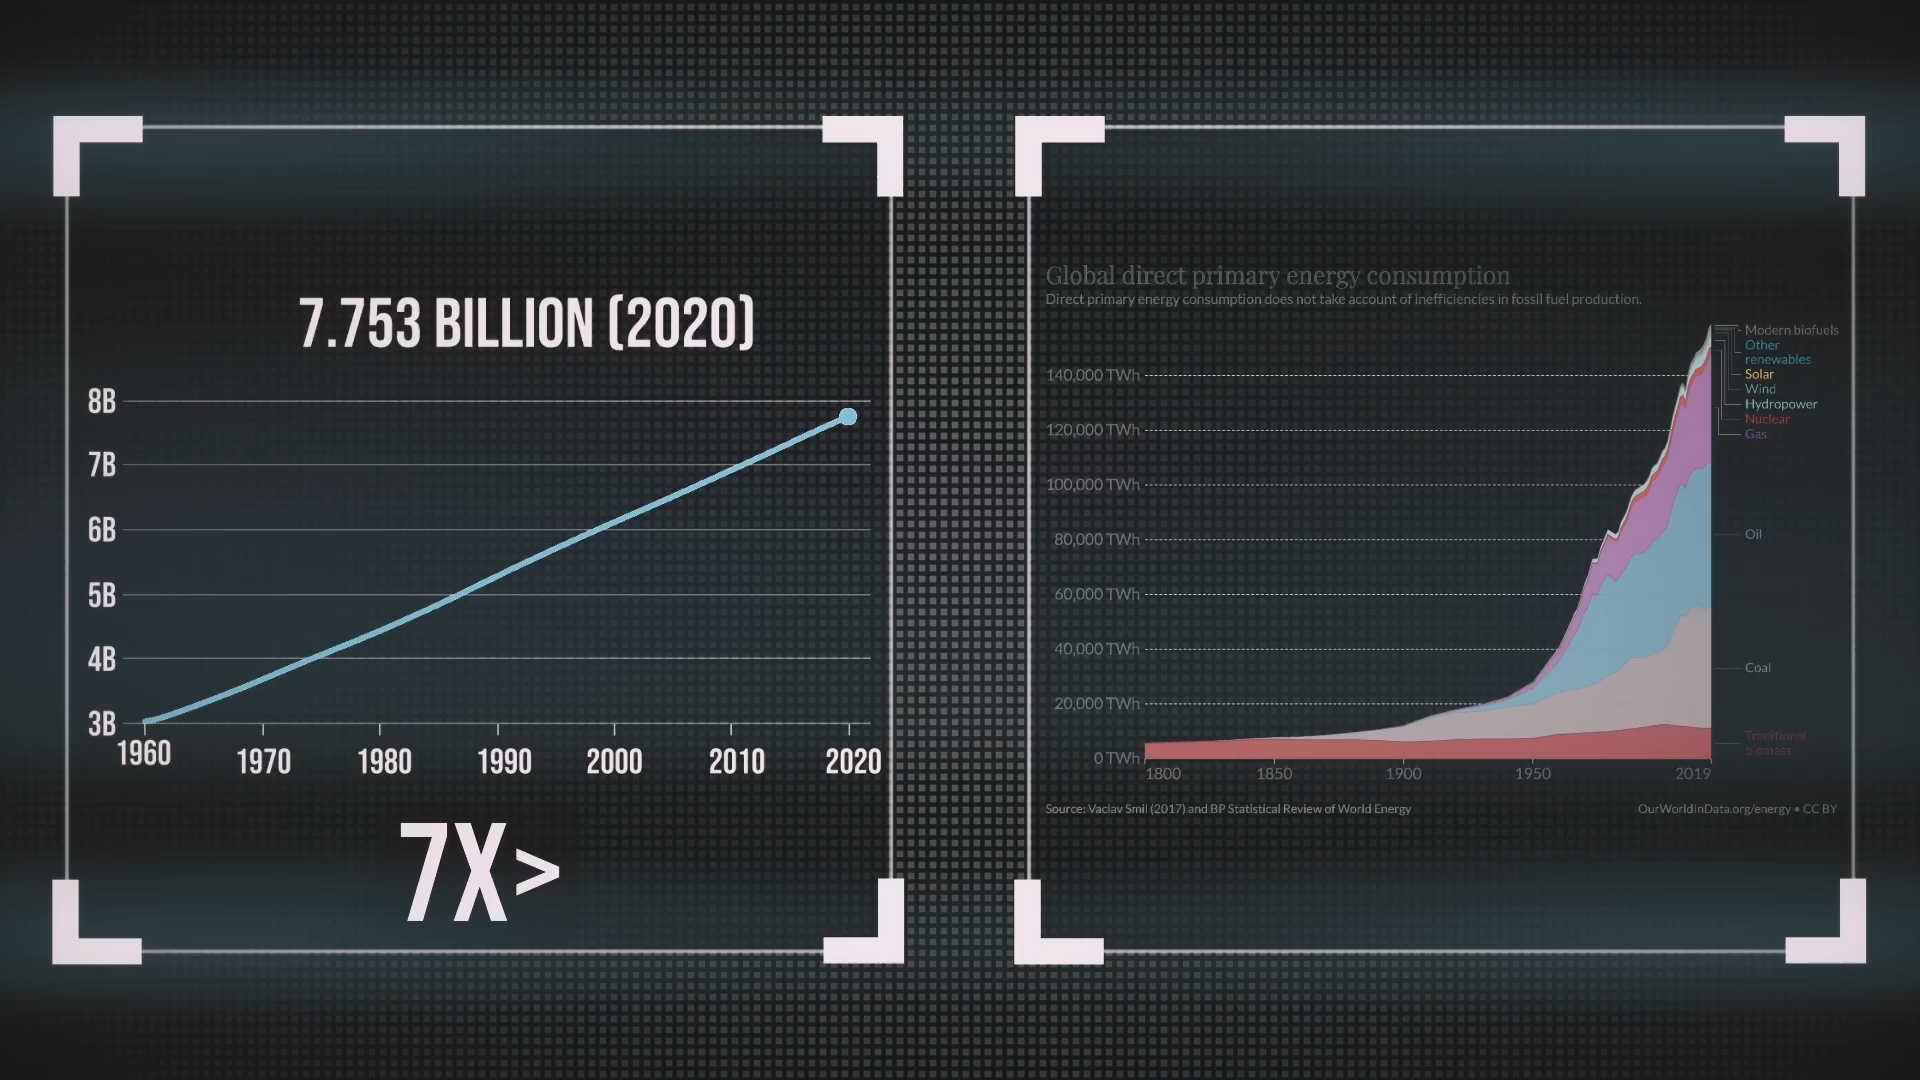 7.753 BILLION (2020)
8B
7B
6B
5B
4B
3B
1960
1970
1980
1990
2000
2010
2020
7X>
Global direct primary energy consumption
Direct primary energy consumption does not take account of inefficiencies in fossil fuel production.
140,000 TWh
120,000 TWh
100,000 TWh
80,000 TWh
60,000 TWh
40,000 TWh
20,000 TWh
0 TWh
1800
1850
1900
1950
2019
Modern biofuels
Other
renewables
Solar
Wind
Hydropower
Nuclear
Gas
Oil
Coal
Traditional
biomass
Source: Vaclav Smil (2017) and BP Statistical Review of World Energy
OurWorldInData.org/energy • CC BY